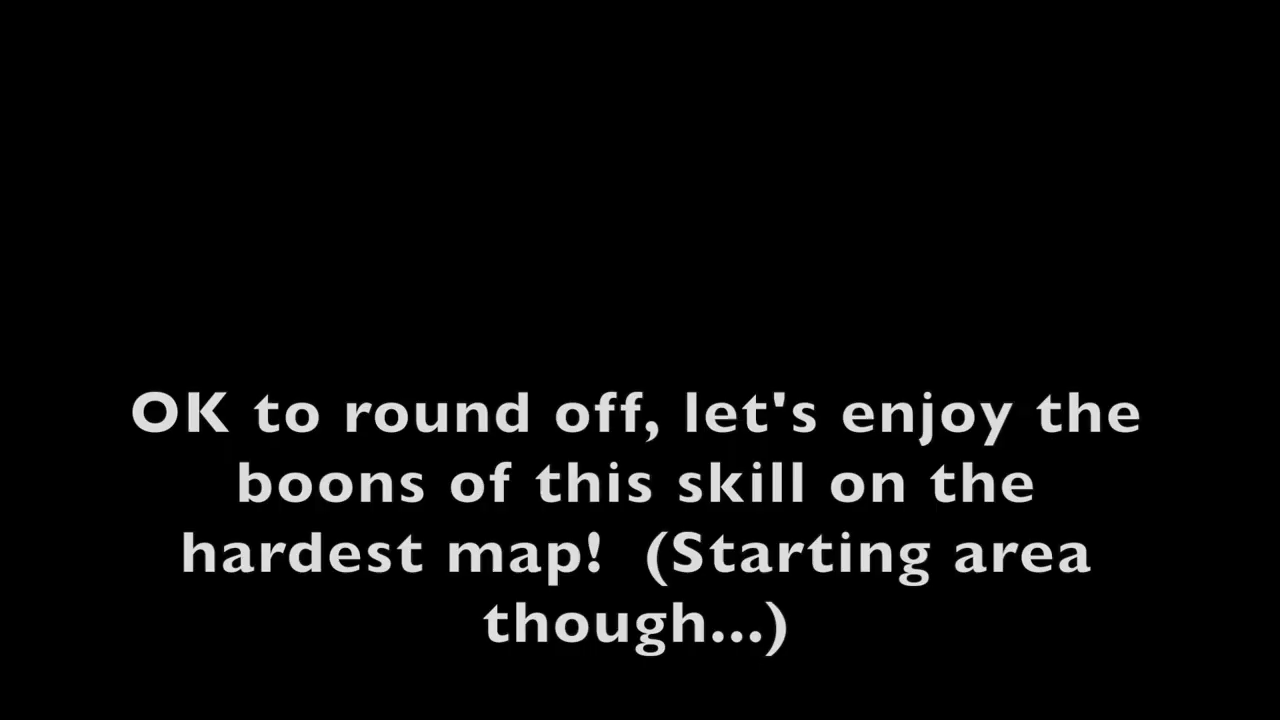 OK to round off, let's enjoy the
boons of this skill on the
hardest map!  (Starting area
though...)